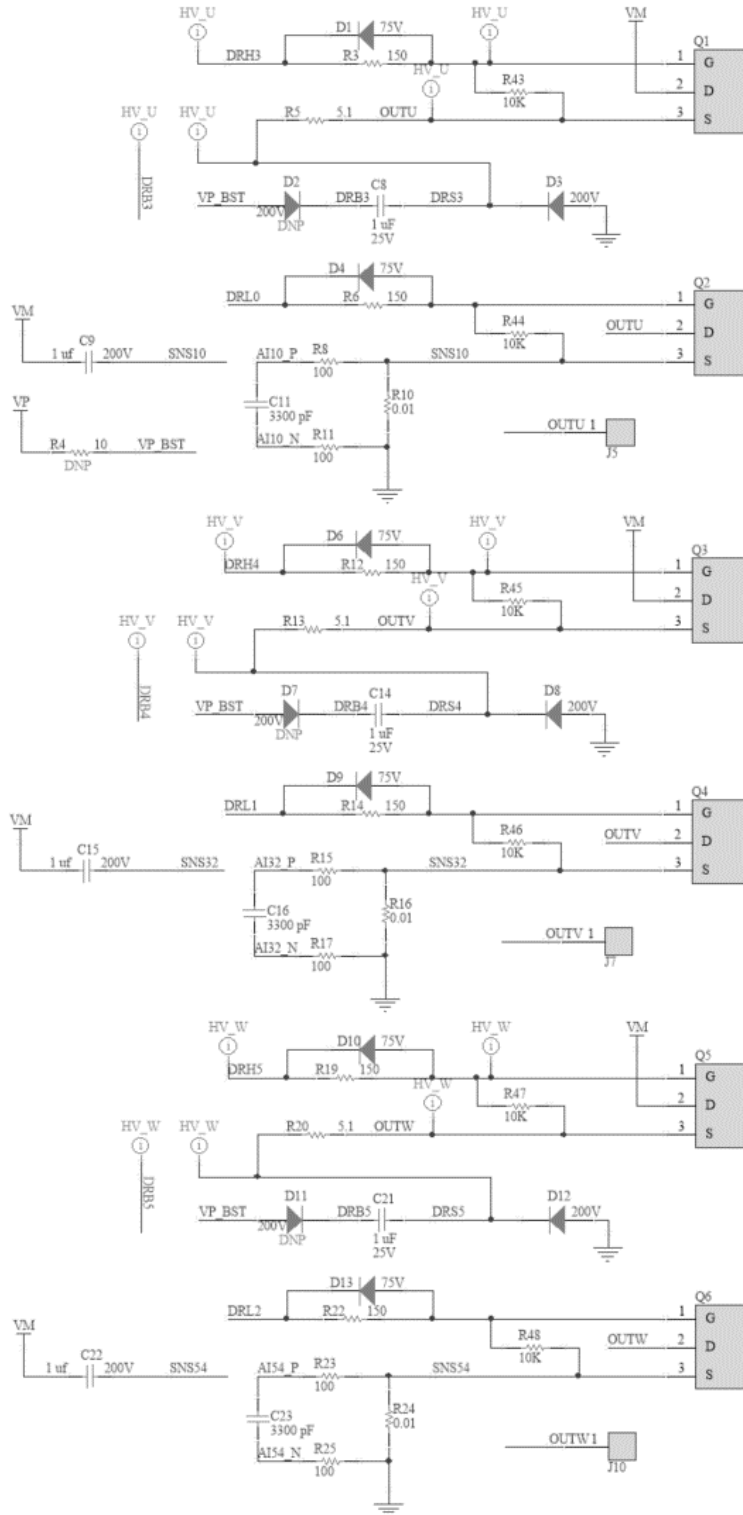 HV_U HV_U VM Q1
D1 75V
DRH3 R3 150 1 G
HV_U R43 2 D
HV_U HV_U 10K
R5 5.1 OUTU 3 S
DRB3
D2 C8 D3
VP_BST DRB3 DRS3 200V
200V 1 uF
DNP 25V
D4 75V Q2
DRL0 R6 150 1 G
VM R44 OUTU 2 D
C9 10K
1 uf 200V SNS10 AI10_P R8 SNS10 3 S
100
VP C11 R10
3300 pF 0.01
R4 10 VP_BST AI10_N R11 OUTU 1
DNP 100 J5
HV_V HV_V VM Q3
D6 75V
DRH4 R12 150 1 G
HV_V R45 2 D
HV_V HV_V 10K
R13 5.1 OUTV 3 S
DRB4
D7 C14 D8
VP_BST DRB4 DRS4 200V
200V 1 uF
DNP 25V
D9 75V Q4
DRL1 R14 150 1 G
VM R46 OUTV 2 D
C15 10K
1 uf 200V SNS32 AI32_P R15 SNS32 3 S
100
C16 R16
3300 pF 0.01
AI32_N R17 OUTV 1
100 J7
HV_W HV_W VM Q5
D10 75V
DRH5 R19 150 1 G
HV_W R47 2 D
HV_W HV_W 10K
R20 5.1 OUTW 3 S
DRB5
D11 C21 D12
VP_BST DRB5 DRS5 200V
200V 1 uF
DNP 25V
D13 75V Q6
DRL2 R22 150 1 G
VM R48 OUTW 2 D
C22 10K
1 uf 200V SNS54 AI54_P R23 SNS54 3 S
100
C23 R24
3300 pF 0.01
AI54_N R25 OUTW 1
100 J10